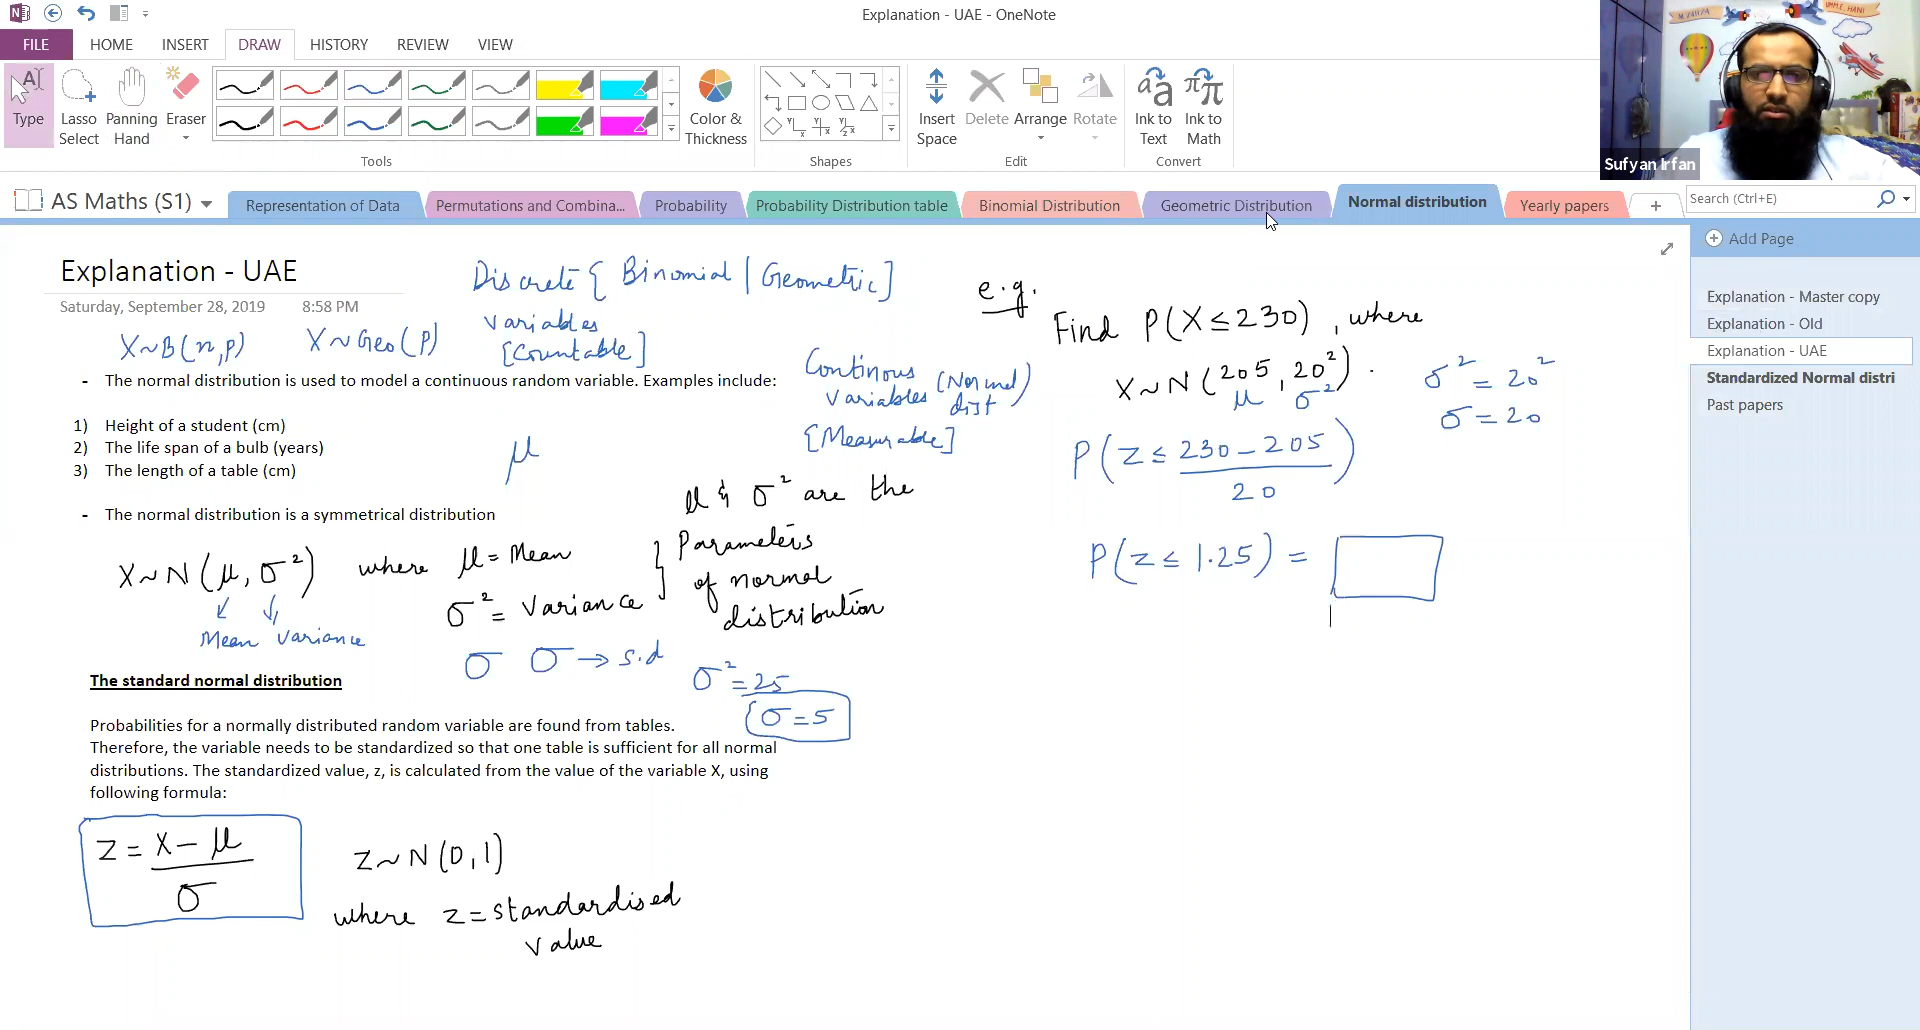 Explanation - UAE - OneNote
FILE HOME INSERT DRAW HISTORY REVIEW VIEW
Type
Lasso Select
Panning Hand
Eraser
Color & Thickness
Insert Space
Delete
Arrange
Rotate
Ink to Text
Ink to Math
Tools
Shapes
Edit
Convert
Sufyan Irfan
AS Maths (S1)
Representation of Data
Permutations and Combina...
Probability
Probability Distribution table
Binomial Distribution
Geometric Distribution
Normal distribution
Yearly papers
Search (Ctrl+E)
Add Page
Explanation - Master copy
Explanation - Old
Explanation - UAE
Standardized Normal distri
Past papers
Explanation - UAE
Saturday, September 28, 2019 8:58 PM
Discrete { Binomial | Geometric ]
Variables
[Countable]
X~B(n,p) X~Geo(p)
- The normal distribution is used to model a continuous random variable. Examples include:
Continous
Variables (Normal dist)
[Measurable]
1) Height of a student (cm)
2) The life span of a bulb (years)
3) The length of a table (cm)
μ
- The normal distribution is a symmetrical distribution
X~N(μ, σ²) where μ = Mean
σ² = Variance
Mean Variance
μ & σ² are the
Parameters
of normal
distribution
σ σ → s.d
σ² = 25
σ = 5
The standard normal distribution
Probabilities for a normally distributed random variable are found from tables.
Therefore, the variable needs to be standardized so that one table is sufficient for all normal
distributions. The standardized value, z, is calculated from the value of the variable X, using
following formula:
z = (x - μ)/σ
Z~N(0,1)
where z = standardised
value
e.g.
Find P(X ≤ 230), where
X~N(205, 20²).
μ σ²
σ² = 20²
σ = 20
P(z ≤ (230 - 205)/20)
P(z ≤ 1.25) =